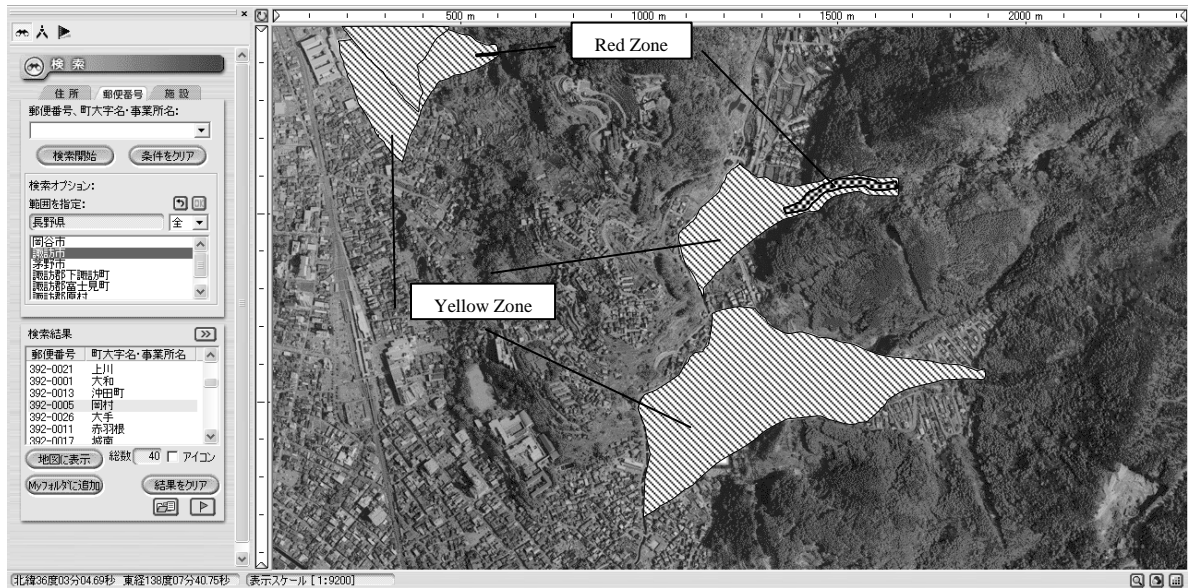 500 m
1000 m
1500 m
2000 m
Red Zone
Yellow Zone
検 索
住 所
郵便番号
施 設
郵便番号、町大字名・事業所名:
検索開始
条件をクリア
検索オプション:
範囲を指定:
OK
長野県
全
岡谷市
諏訪市
茅野市
諏訪郡下諏訪町
諏訪郡富士見町
諏訪郡原村
検索結果
郵便番号 町大字名・事業所名
392-0021 上川
392-0001 大和
392-0013 沖田町
392-0005 岡村
392-0026 大手
392-0011 赤羽根
392-0017 城南
地図に表示
総数 40
アイコン
Myフォルダに追加
結果をクリア
北緯36度03分04.69秒 東経138度07分40.75秒
表示スケール [1:9200]